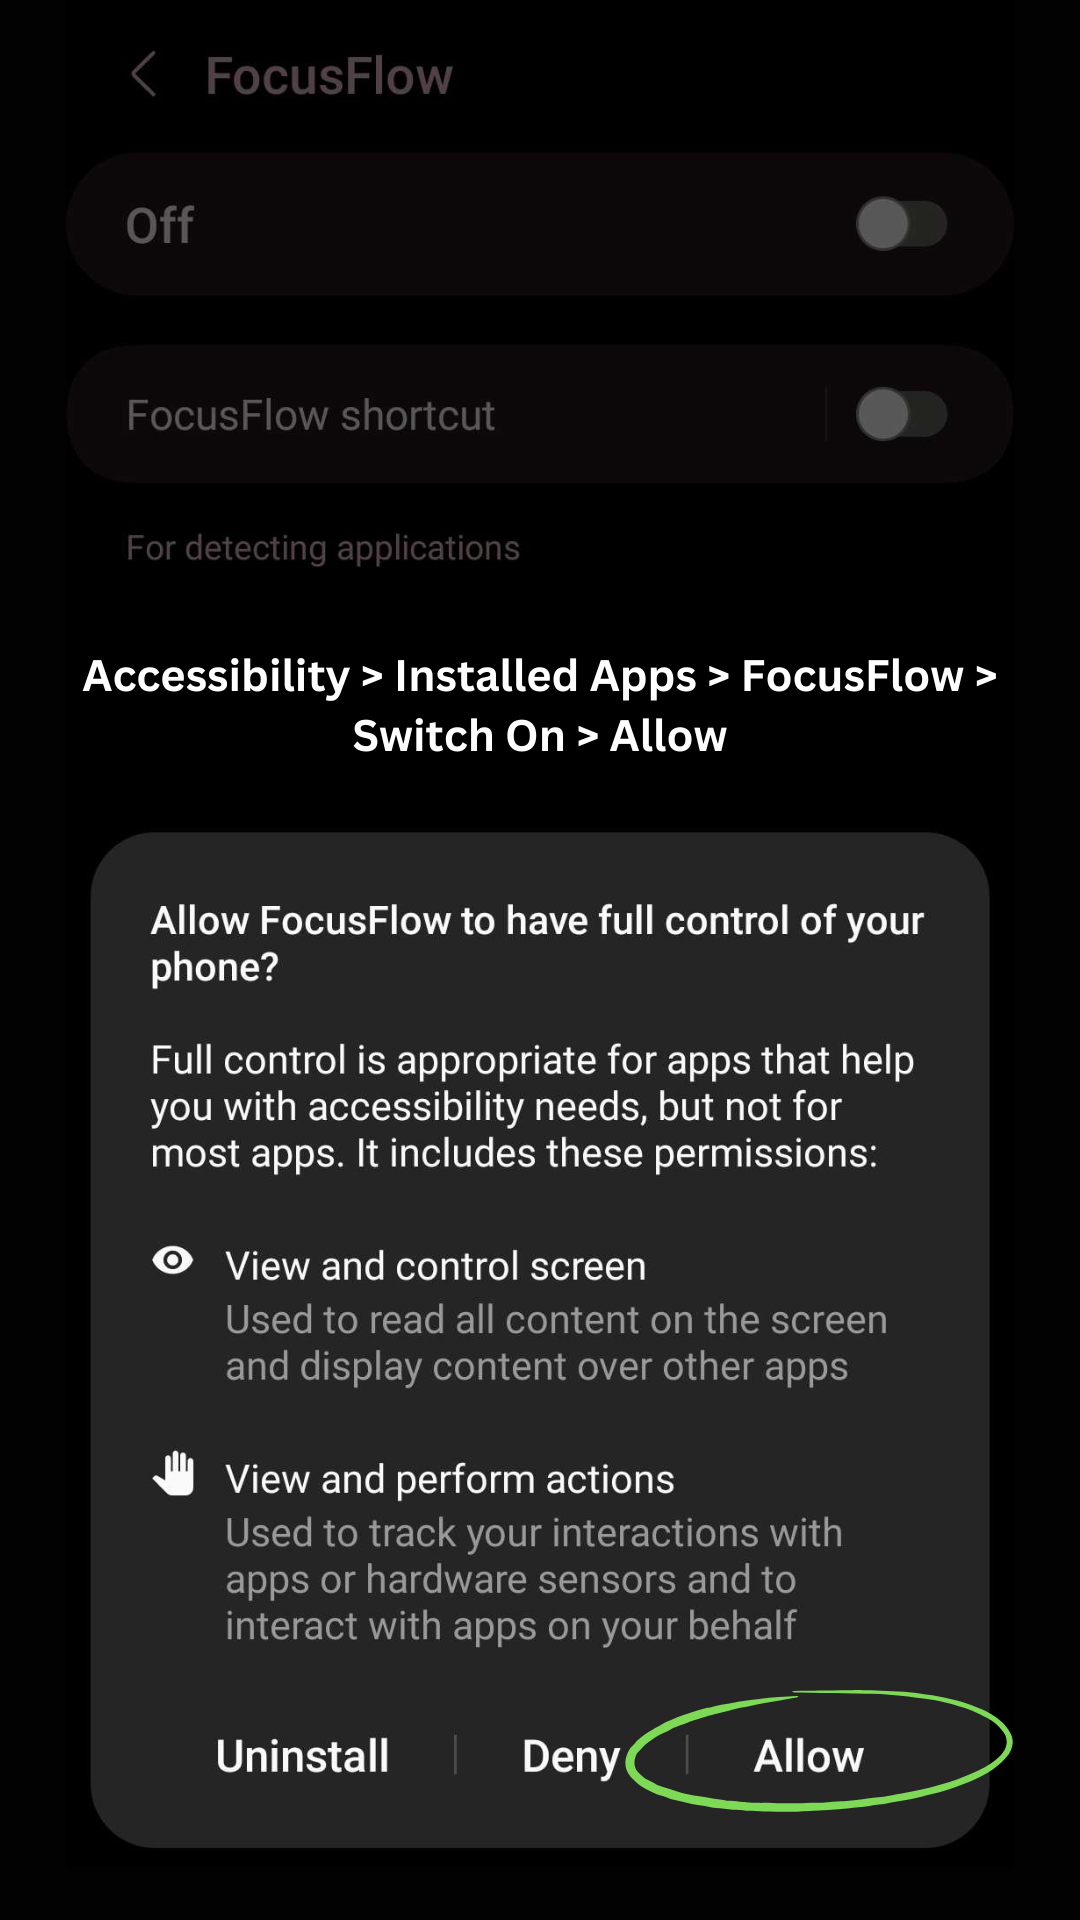 FocusFlow
Off
FocusFlow shortcut
For detecting applications
Accessibility > Installed Apps > FocusFlow >
Switch On > Allow
Allow FocusFlow to have full control of your
phone?
Full control is appropriate for apps that help
you with accessibility needs, but not for
most apps. It includes these permissions:
View and control screen
Used to read all content on the screen
and display content over other apps
View and perform actions
Used to track your interactions with
apps or hardware sensors and to
interact with apps on your behalf
Uninstall
Deny
Allow